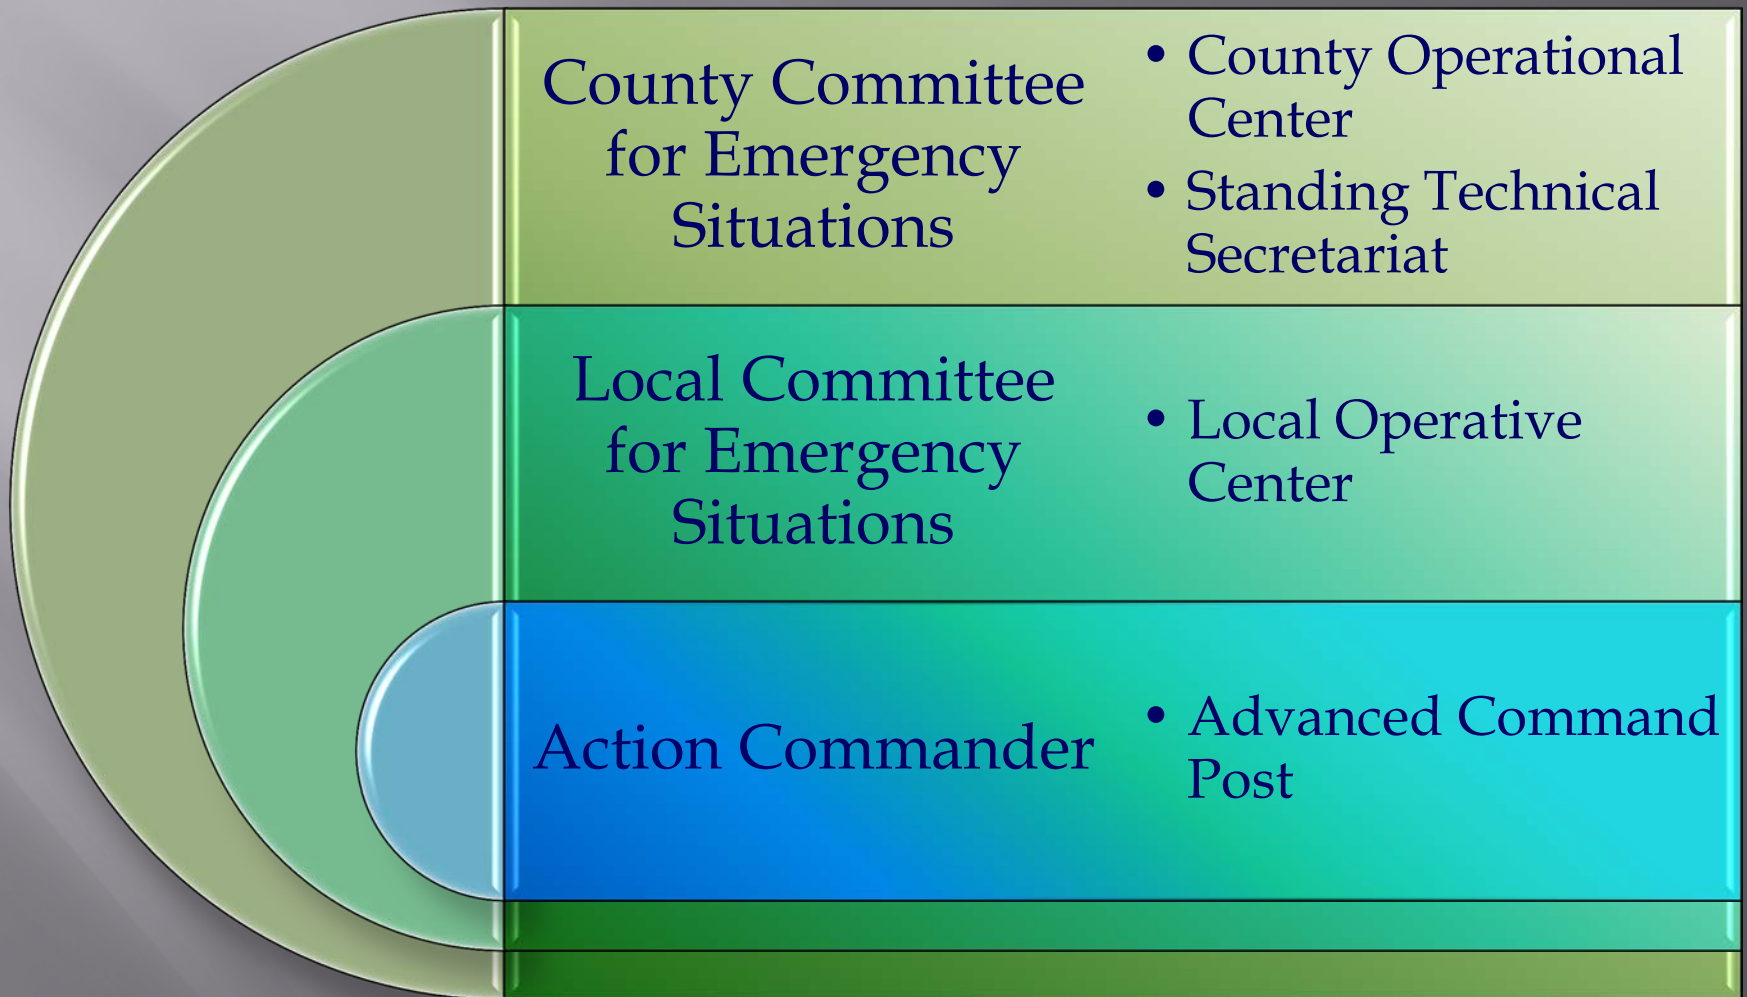 County Committee
for Emergency
Situations
• County Operational
Center
• Standing Technical
Secretariat
Local Committee
for Emergency
Situations
• Local Operative
Center
Action Commander
• Advanced Command
Post